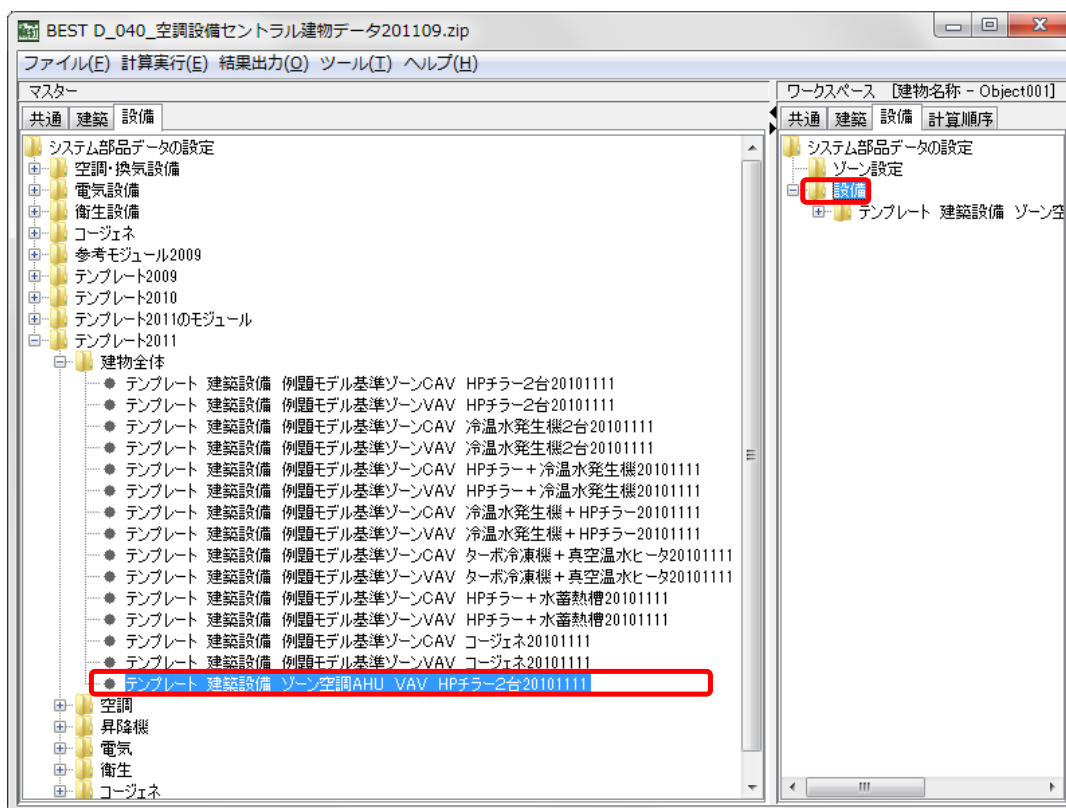 BEST D_040_空調設備セントラル建物データ201109.zip
ファイル(F) 計算実行(E) 結果出力(O) ツール(T) ヘルプ(H)
マスター
共通 建築 設備
システム部品データの設定
空調・換気設備
電気設備
衛生設備
コージェネ
参考モジュール2009
テンプレート2009
テンプレート2010
テンプレート2011のモジュール
テンプレート2011
建物全体
テンプレート 建築設備 例題モデル基準ゾーンCAV HPチラー2台20101111
テンプレート 建築設備 例題モデル基準ゾーンVAV HPチラー2台20101111
テンプレート 建築設備 例題モデル基準ゾーンCAV 冷温水発生機2台20101111
テンプレート 建築設備 例題モデル基準ゾーンVAV 冷温水発生機2台20101111
テンプレート 建築設備 例題モデル基準ゾーンCAV HPチラー+冷温水発生機20101111
テンプレート 建築設備 例題モデル基準ゾーンVAV HPチラー+冷温水発生機20101111
テンプレート 建築設備 例題モデル基準ゾーンCAV 冷温水発生機+HPチラー20101111
テンプレート 建築設備 例題モデル基準ゾーンVAV 冷温水発生機+HPチラー20101111
テンプレート 建築設備 例題モデル基準ゾーンCAV ターボ冷凍機+真空温水ヒータ20101111
テンプレート 建築設備 例題モデル基準ゾーンVAV ターボ冷凍機+真空温水ヒータ20101111
テンプレート 建築設備 例題モデル基準ゾーンCAV HPチラー+水蓄熱槽20101111
テンプレート 建築設備 例題モデル基準ゾーンVAV HPチラー+水蓄熱槽20101111
テンプレート 建築設備 例題モデル基準ゾーンCAV コージェネ20101111
テンプレート 建築設備 例題モデル基準ゾーンVAV コージェネ20101111
テンプレート 建築設備 ゾーン空調AHU VAV HPチラー2台20101111
空調
昇降機
電気
衛生
コージェネ
ワークスペース [建物名称 - Object001]
共通 建築 設備 計算順序
システム部品データの設定
ゾーン設定
設備
テンプレート 建築設備 ゾーン空